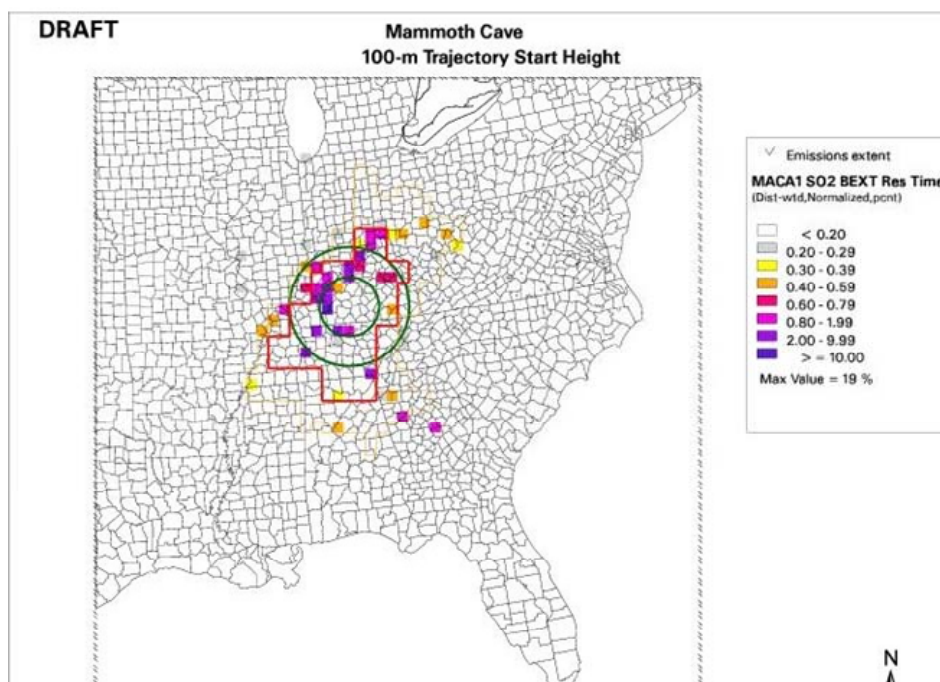 DRAFT
Mammoth Cave
100-m Trajectory Start Height
Emissions extent
MACA1 SO2 BEXT Res Time
(Dist-wtd,Normalized,pcnt)
< 0.20
0.20 - 0.29
0.30 - 0.39
0.40 - 0.59
0.60 - 0.79
0.80 - 1.99
2.00 - 9.99
> = 10.00
Max Value = 19 %
N